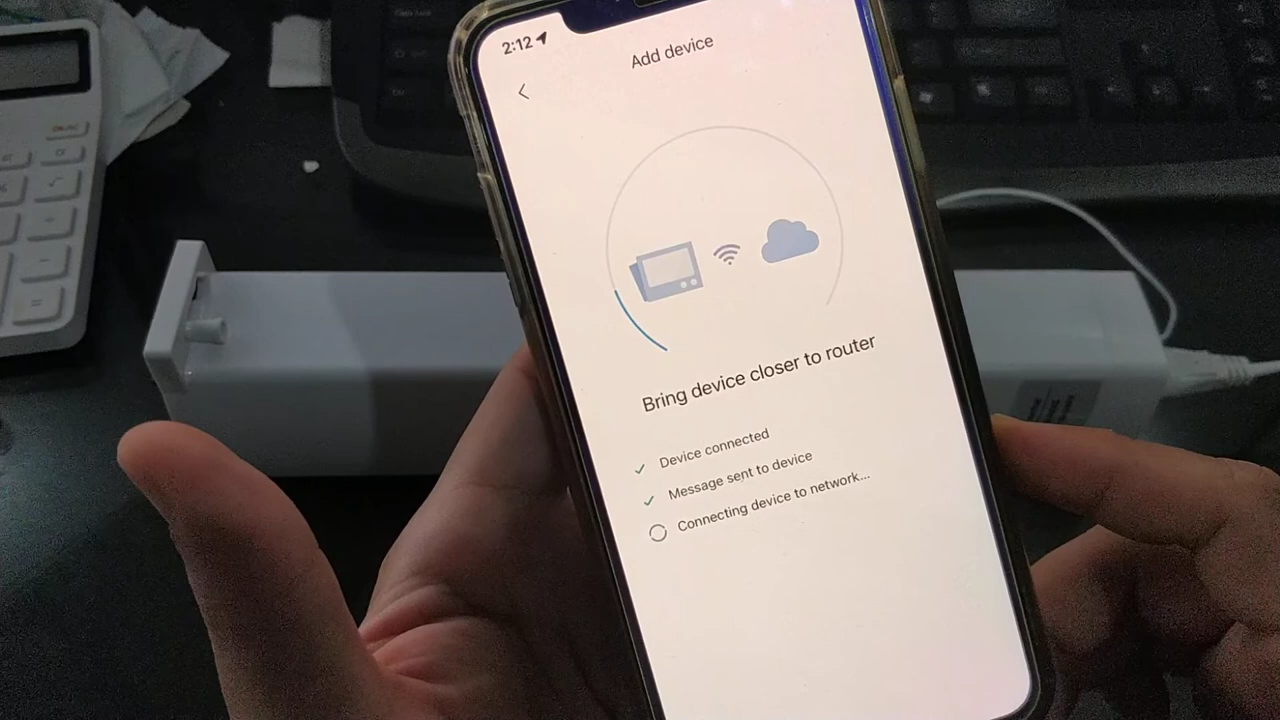 2:12
Add device
Bring device closer to router
Device connected
Message sent to device
Connecting device to network...